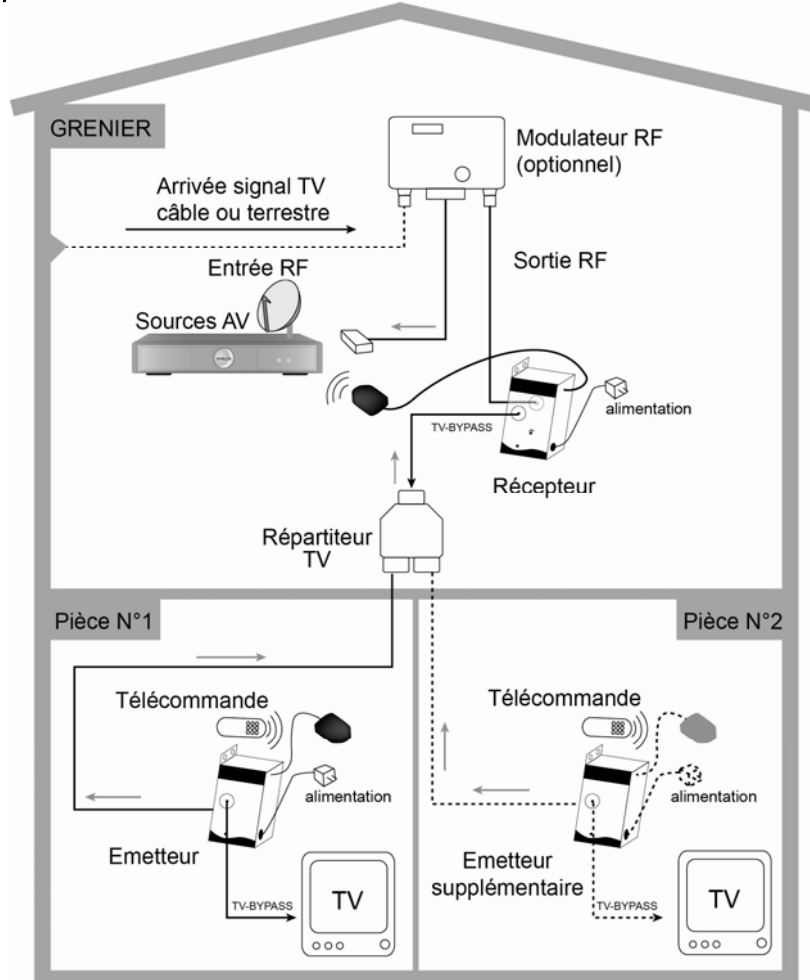 GRENIER
Modulateur RF
(optionnel)
Arrivée signal TV
câble ou terrestre
Entrée RF
Sortie RF
Sources AV
alimentation
TV-BYPASS
Récepteur
Répartiteur
TV
Pièce N°1
Pièce N°2
Télécommande
Télécommande
alimentation
alimentation
Emetteur
Emetteur
supplémentaire
TV-BYPASS
TV
TV-BYPASS
TV